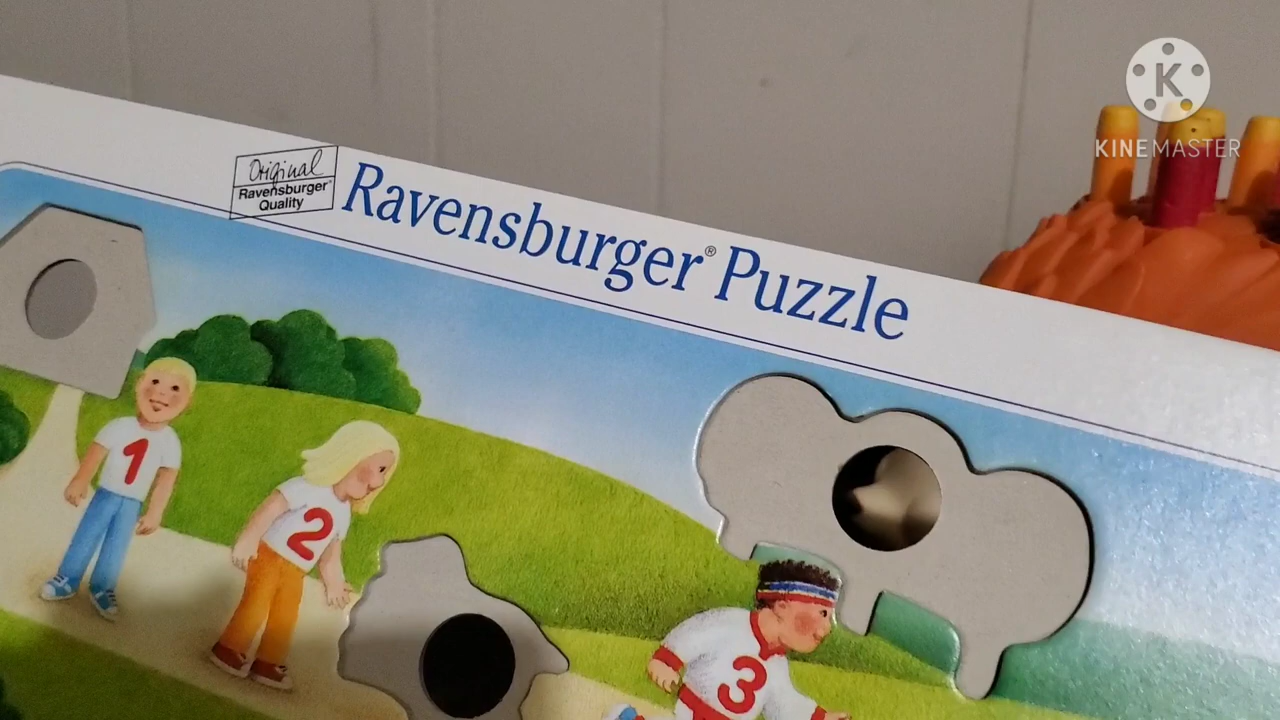 Original
Ravensburger
Quality
Ravensburger® Puzzle
1
2
3
K
KINEMASTER